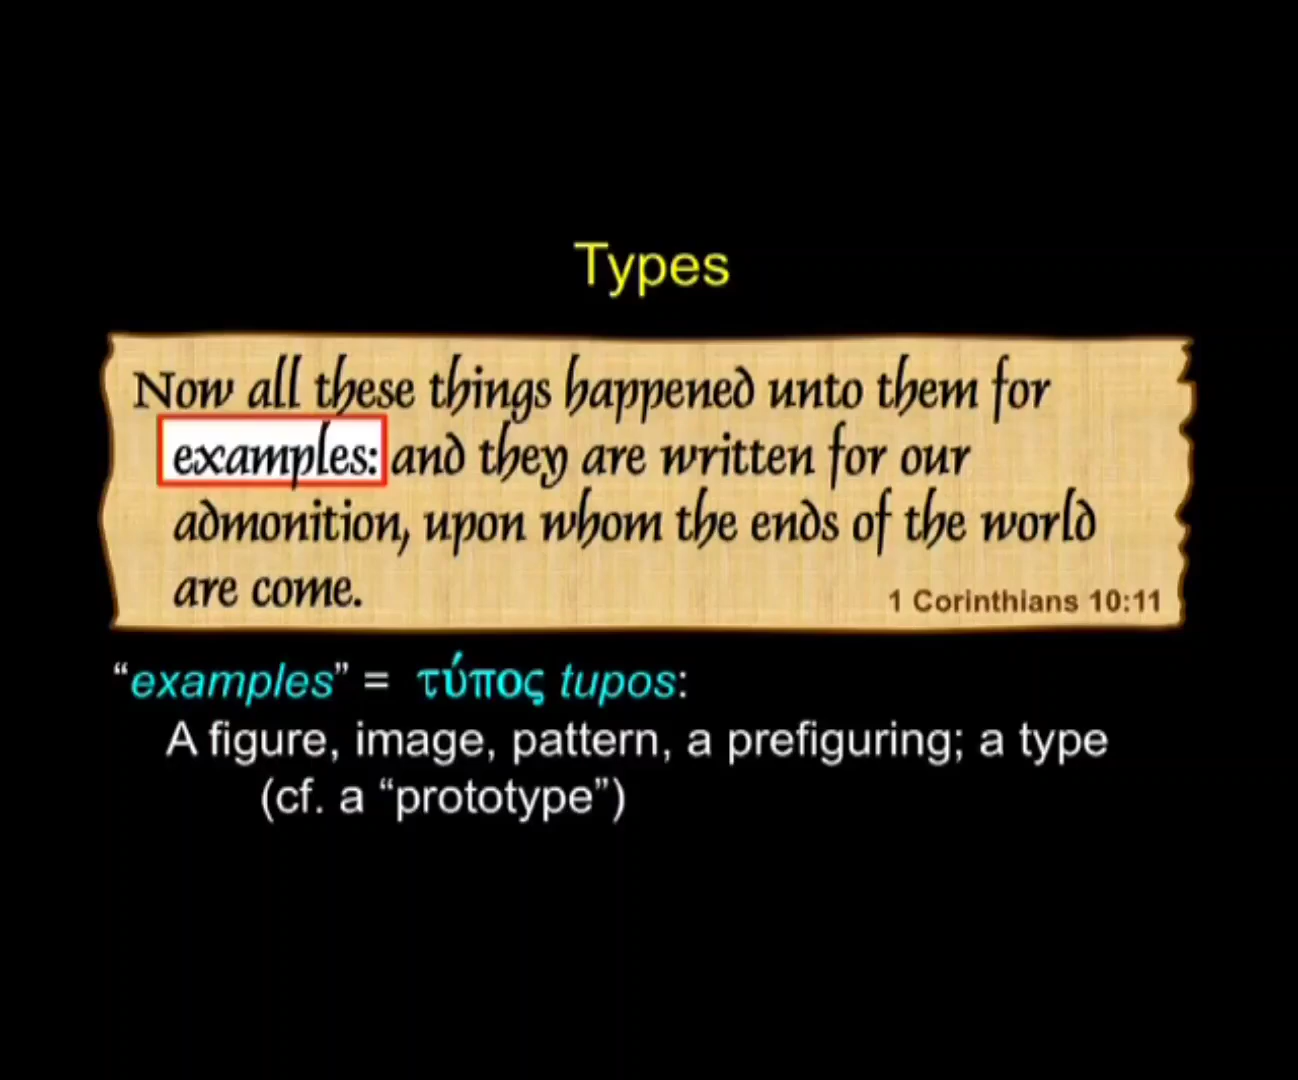 Types
Now all these things happened unto them for
examples: and they are written for our
admonition, upon whom the ends of the world
are come.
1 Corinthians 10:11
“examples” = τύπος tupos:
A figure, image, pattern, a prefiguring; a type
(cf. a “prototype”)